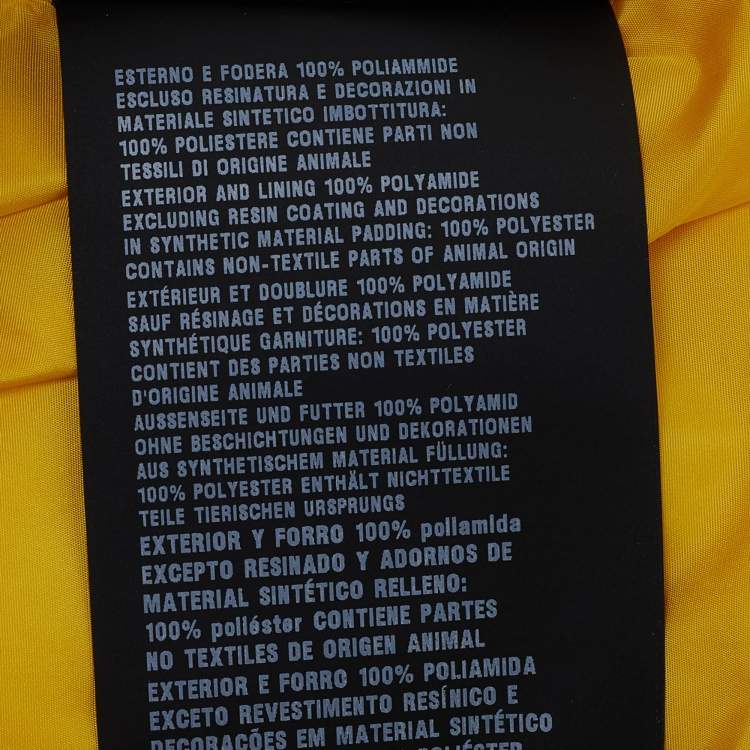 ESTERNO E FODERA 100% POLIAMMIDE
ESCLUSO RESINATURA E DECORAZIONI IN
MATERIALE SINTETICO IMBOTTITURA:
100% POLIESTERE CONTIENE PARTI NON
TESSILI DI ORIGINE ANIMALE
EXTERIOR AND LINING 100% POLYAMIDE
EXCLUDING RESIN COATING AND DECORATIONS
IN SYNTHETIC MATERIAL PADDING: 100% POLYESTER
CONTAINS NON-TEXTILE PARTS OF ANIMAL ORIGIN
EXTÉRIEUR ET DOUBLURE 100% POLYAMIDE
SAUF RÉSINAGE ET DÉCORATIONS EN MATIÈRE
SYNTHÉTIQUE GARNITURE: 100% POLYESTER
CONTIENT DES PARTIES NON TEXTILES
D'ORIGINE ANIMALE
AUSSENSEITE UND FUTTER 100% POLYAMID
OHNE BESCHICHTUNGEN UND DEKORATIONEN
AUS SYNTHETISCHEM MATERIAL FÜLLUNG:
100% POLYESTER ENTHÄLT NICHTTEXTILE
TEILE TIERISCHEN URSPRUNGS
EXTERIOR Y FORRO 100% poliamida
EXCEPTO RESINADO Y ADORNOS DE
MATERIAL SINTÉTICO RELLENO:
100% poliéster CONTIENE PARTES
NO TEXTILES DE ORIGEN ANIMAL
EXTERIOR E FORRO 100% POLIAMIDA
EXCETO REVESTIMENTO RESÍNICO E
DECORAÇÕES EM MATERIAL SINTÉTICO
POLIÉSTER